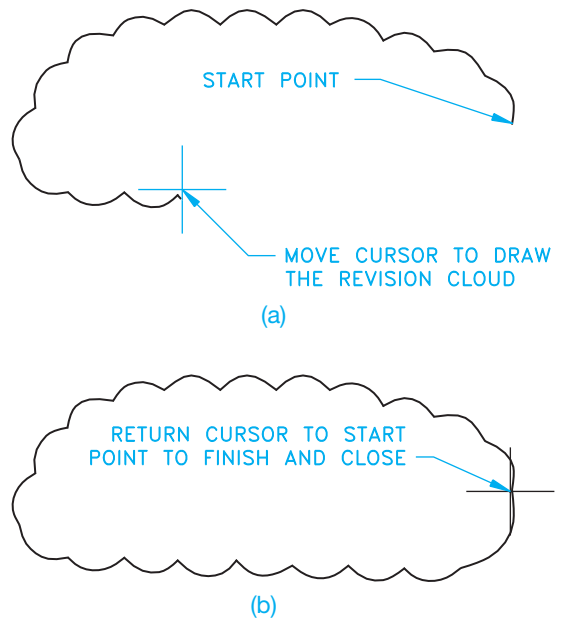 START POINT
MOVE CURSOR TO DRAW
THE REVISION CLOUD
(a)
RETURN CURSOR TO START
POINT TO FINISH AND CLOSE
(b)